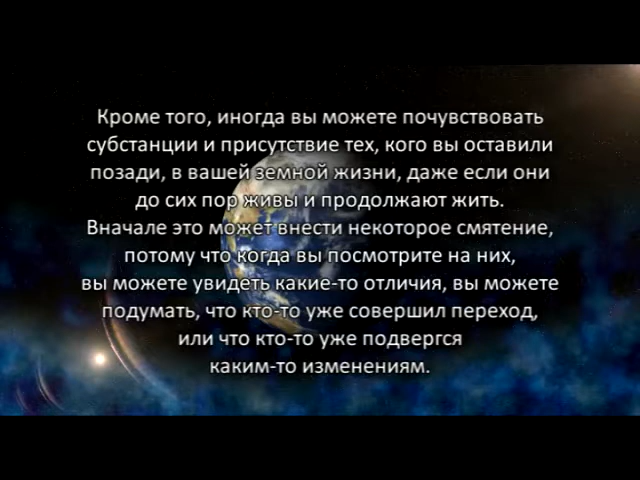 Кроме того, иногда вы можете почувствовать
субстанции и присутствие тех, кого вы оставили
позади, в вашей земной жизни, даже если они
до сих пор живы и продолжают жить.
Вначале это может внести некоторое смятение,
потому что когда вы посмотрите на них,
вы можете увидеть какие-то отличия, вы можете
подумать, что кто-то уже совершил переход,
или что кто-то уже подвергся
каким-то изменениям.